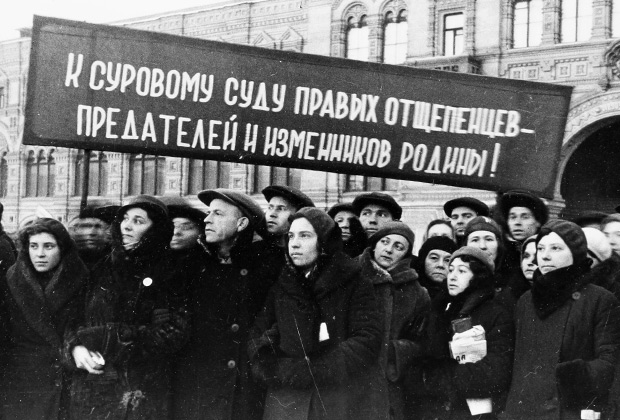 К СУРОВОМУ СУДУ ПРАВЫХ ОТЩЕПЕНЦЕВ—
ПРЕДАТЕЛЕЙ И ИЗМЕННИКОВ РОДИНЫ!